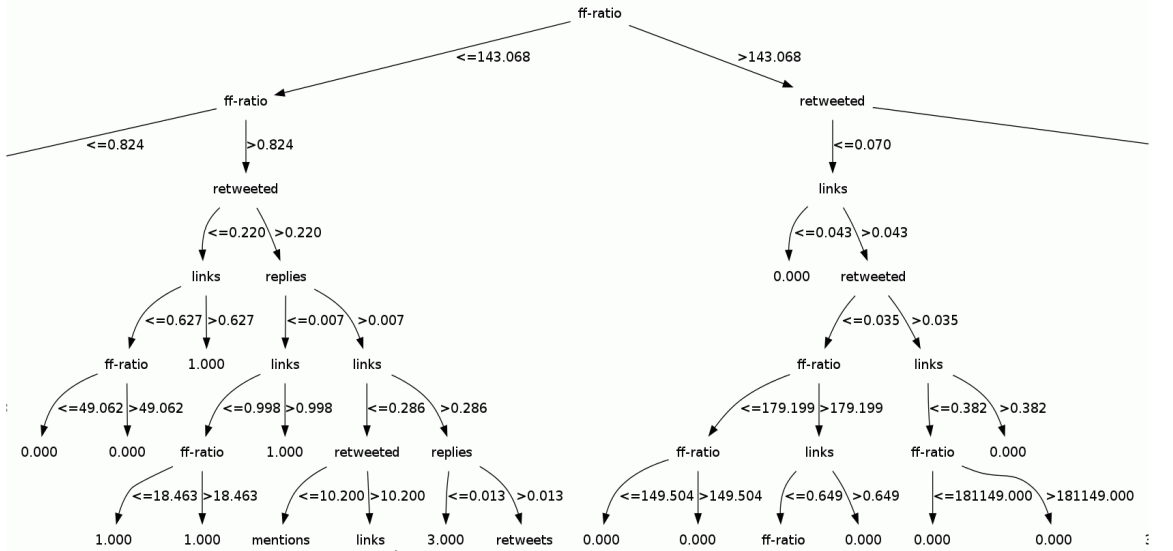 ff-ratio
<=143.068 >143.068
ff-ratio retweeted
<=0.824 >0.824 <=0.070
retweeted links
<=0.220 >0.220 <=0.043 >0.043
links replies 0.000 retweeted
<=0.627 >0.627 <=0.007 >0.007 <=0.035 >0.035
ff-ratio 1.000 links links ff-ratio links
<=49.062 >49.062 <=0.998 >0.998 <=0.286 >0.286 <=179.199 >179.199 <=0.382 >0.382
0.000 0.000 ff-ratio 1.000 retweeted replies ff-ratio links ff-ratio 0.000
<=18.463 >18.463 <=10.200 >10.200 <=0.013 >0.013 <=149.504 >149.504 <=0.649 >0.649 <=181149.000 >181149.000
1.000 1.000 mentions links 3.000 retweets 0.000 0.000 ff-ratio 0.000 0.000 0.000